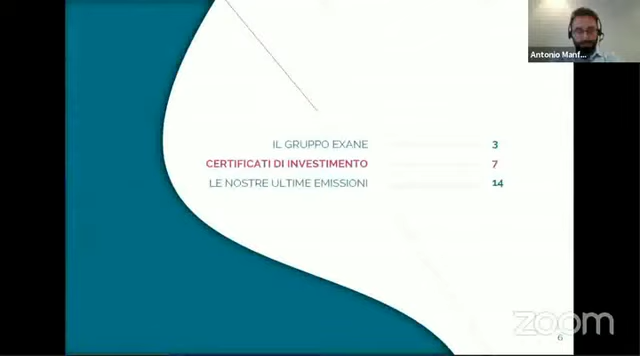 Antonio Manf...
IL GRUPPO EXANE 3
CERTIFICATI DI INVESTIMENTO 7
LE NOSTRE ULTIME EMISSIONI 14
zoom
6